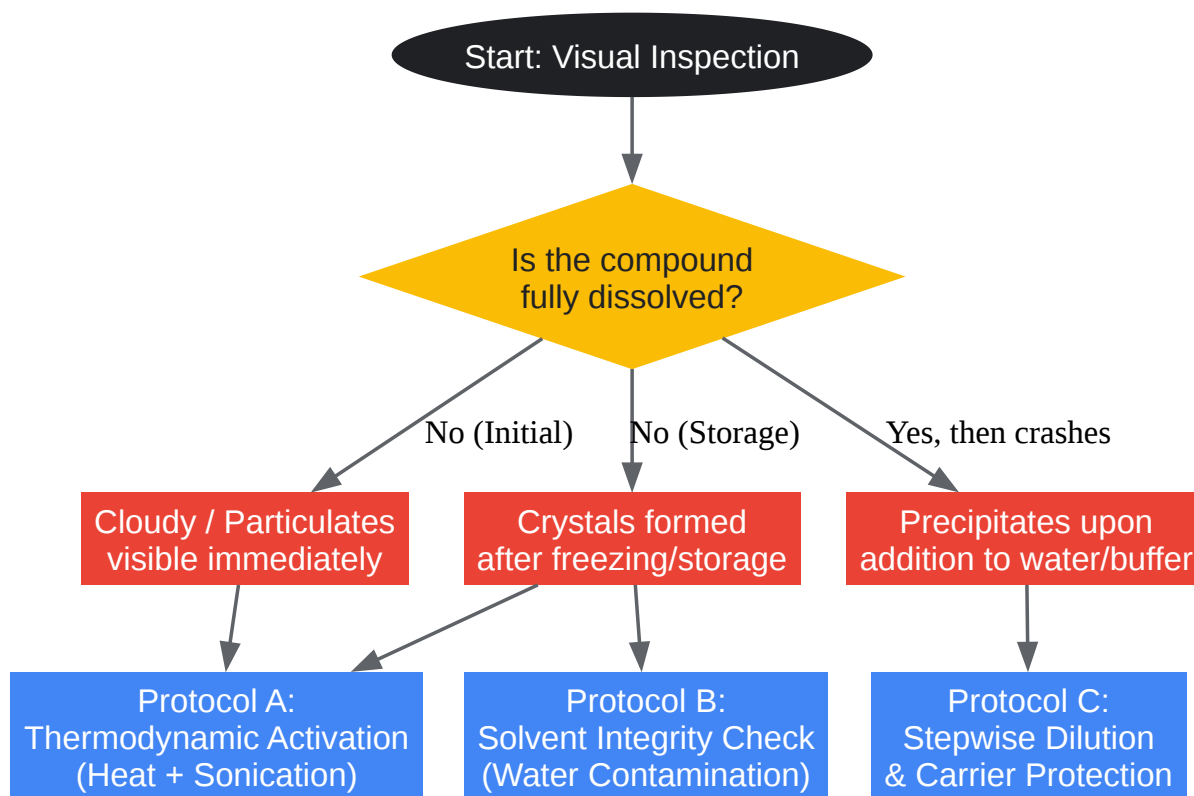 Start: Visual Inspection
Is the compound
fully dissolved?
No (Initial)
No (Storage)
Yes, then crashes
Cloudy / Particulates
visible immediately
Crystals formed
after freezing/storage
Precipitates upon
addition to water/buffer
Protocol A:
Thermodynamic Activation
(Heat + Sonication)
Protocol B:
Solvent Integrity Check
(Water Contamination)
Protocol C:
Stepwise Dilution
& Carrier Protection